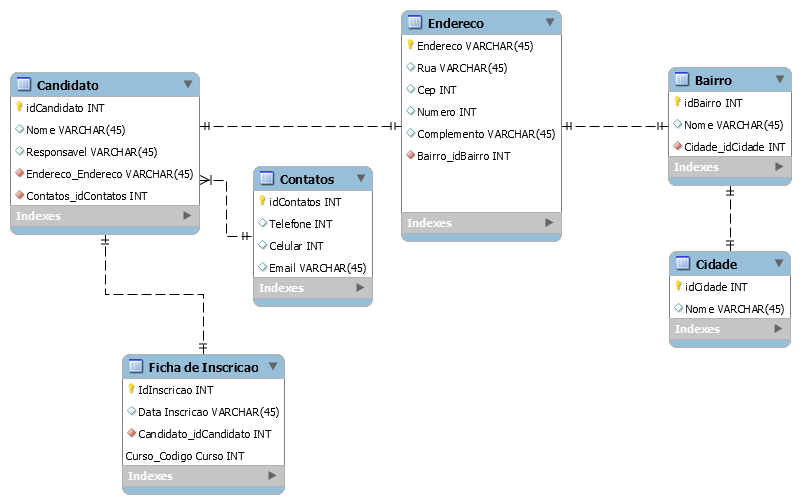 Candidato
idCandidato INT
Nome VARCHAR(45)
Responsavel VARCHAR(45)
Endereco_Endereco VARCHAR(45)
Contatos_idContatos INT
Indexes
Contatos
idContatos INT
Telefone INT
Celular INT
Email VARCHAR(45)
Indexes
Endereco
Endereco VARCHAR(45)
Rua VARCHAR(45)
Cep INT
Numero INT
Complemento VARCHAR(45)
Bairro_idBairro INT
Indexes
Bairro
idBairro INT
Nome VARCHAR(45)
Cidade_idCidade INT
Indexes
Cidade
idCidade INT
Nome VARCHAR(45)
Indexes
Ficha de Inscricao
IdInscricao INT
Data Inscricao VARCHAR(45)
Candidato_idCandidato INT
Curso_Codigo Curso INT
Indexes